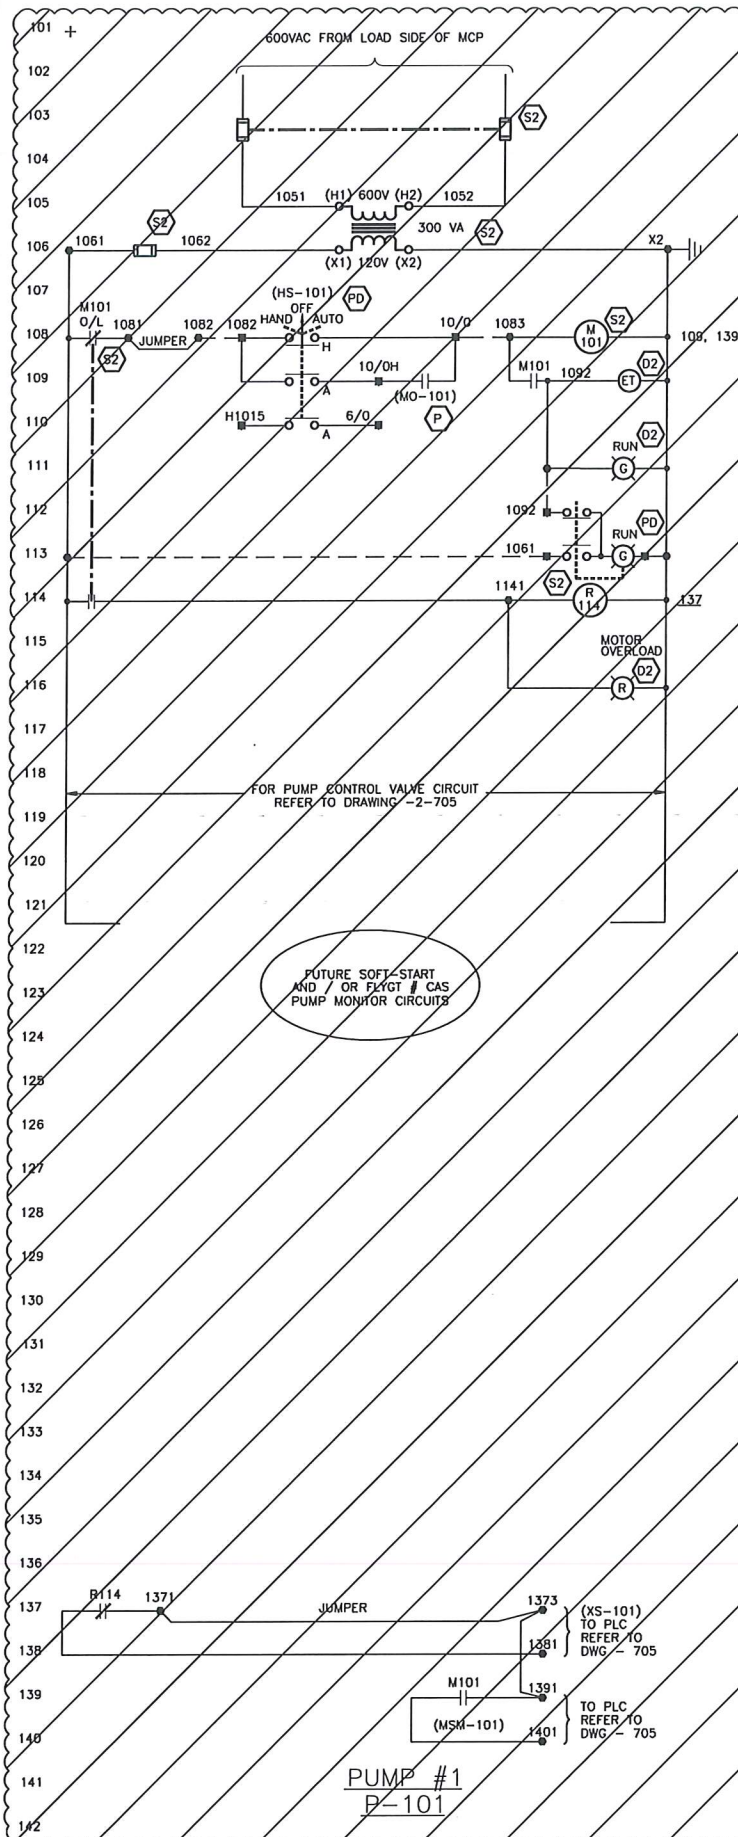 101 +
600VAC FROM LOAD SIDE OF MCP
102
103
S2
104
105
1051 (H1) 600V (H2) 1052
S2 300 VA S2
106 1061 1062 X2
(X1) 120V (X2)
107
(HS-101) PD
M101 OFF
O/L 1081 1082 1082 HAND AUTO 10/0 1083 M S2
108 JUMPER H 101 109, 139
S2
109 10/0H M101 1092 ET D2
A (MO-101)
110 H1015 6/0 P
A
RUN D2
111 G
112 1092 RUN PD
113 1061 G
S2 R
114 1141 114 137
115 MOTOR
OVERLOAD
D2
116 R
117
118
FOR PUMP CONTROL VALVE CIRCUIT
REFER TO DRAWING -2-705
119
120
121
122
FUTURE SOFT-START
AND / OR FLYGT # CAS
PUMP MONITOR CIRCUITS
123
124
125
126
127
128
129
130
131
132
133
134
135
136
R114 1371 1373
137 JUMPER (XS-101)
TO PLC
138 1381 REFER TO
DWG - 705
M101 1391
139 TO PLC
(MSM-101) REFER TO
140 1401 DWG - 705
141 PUMP #1
P-101
142